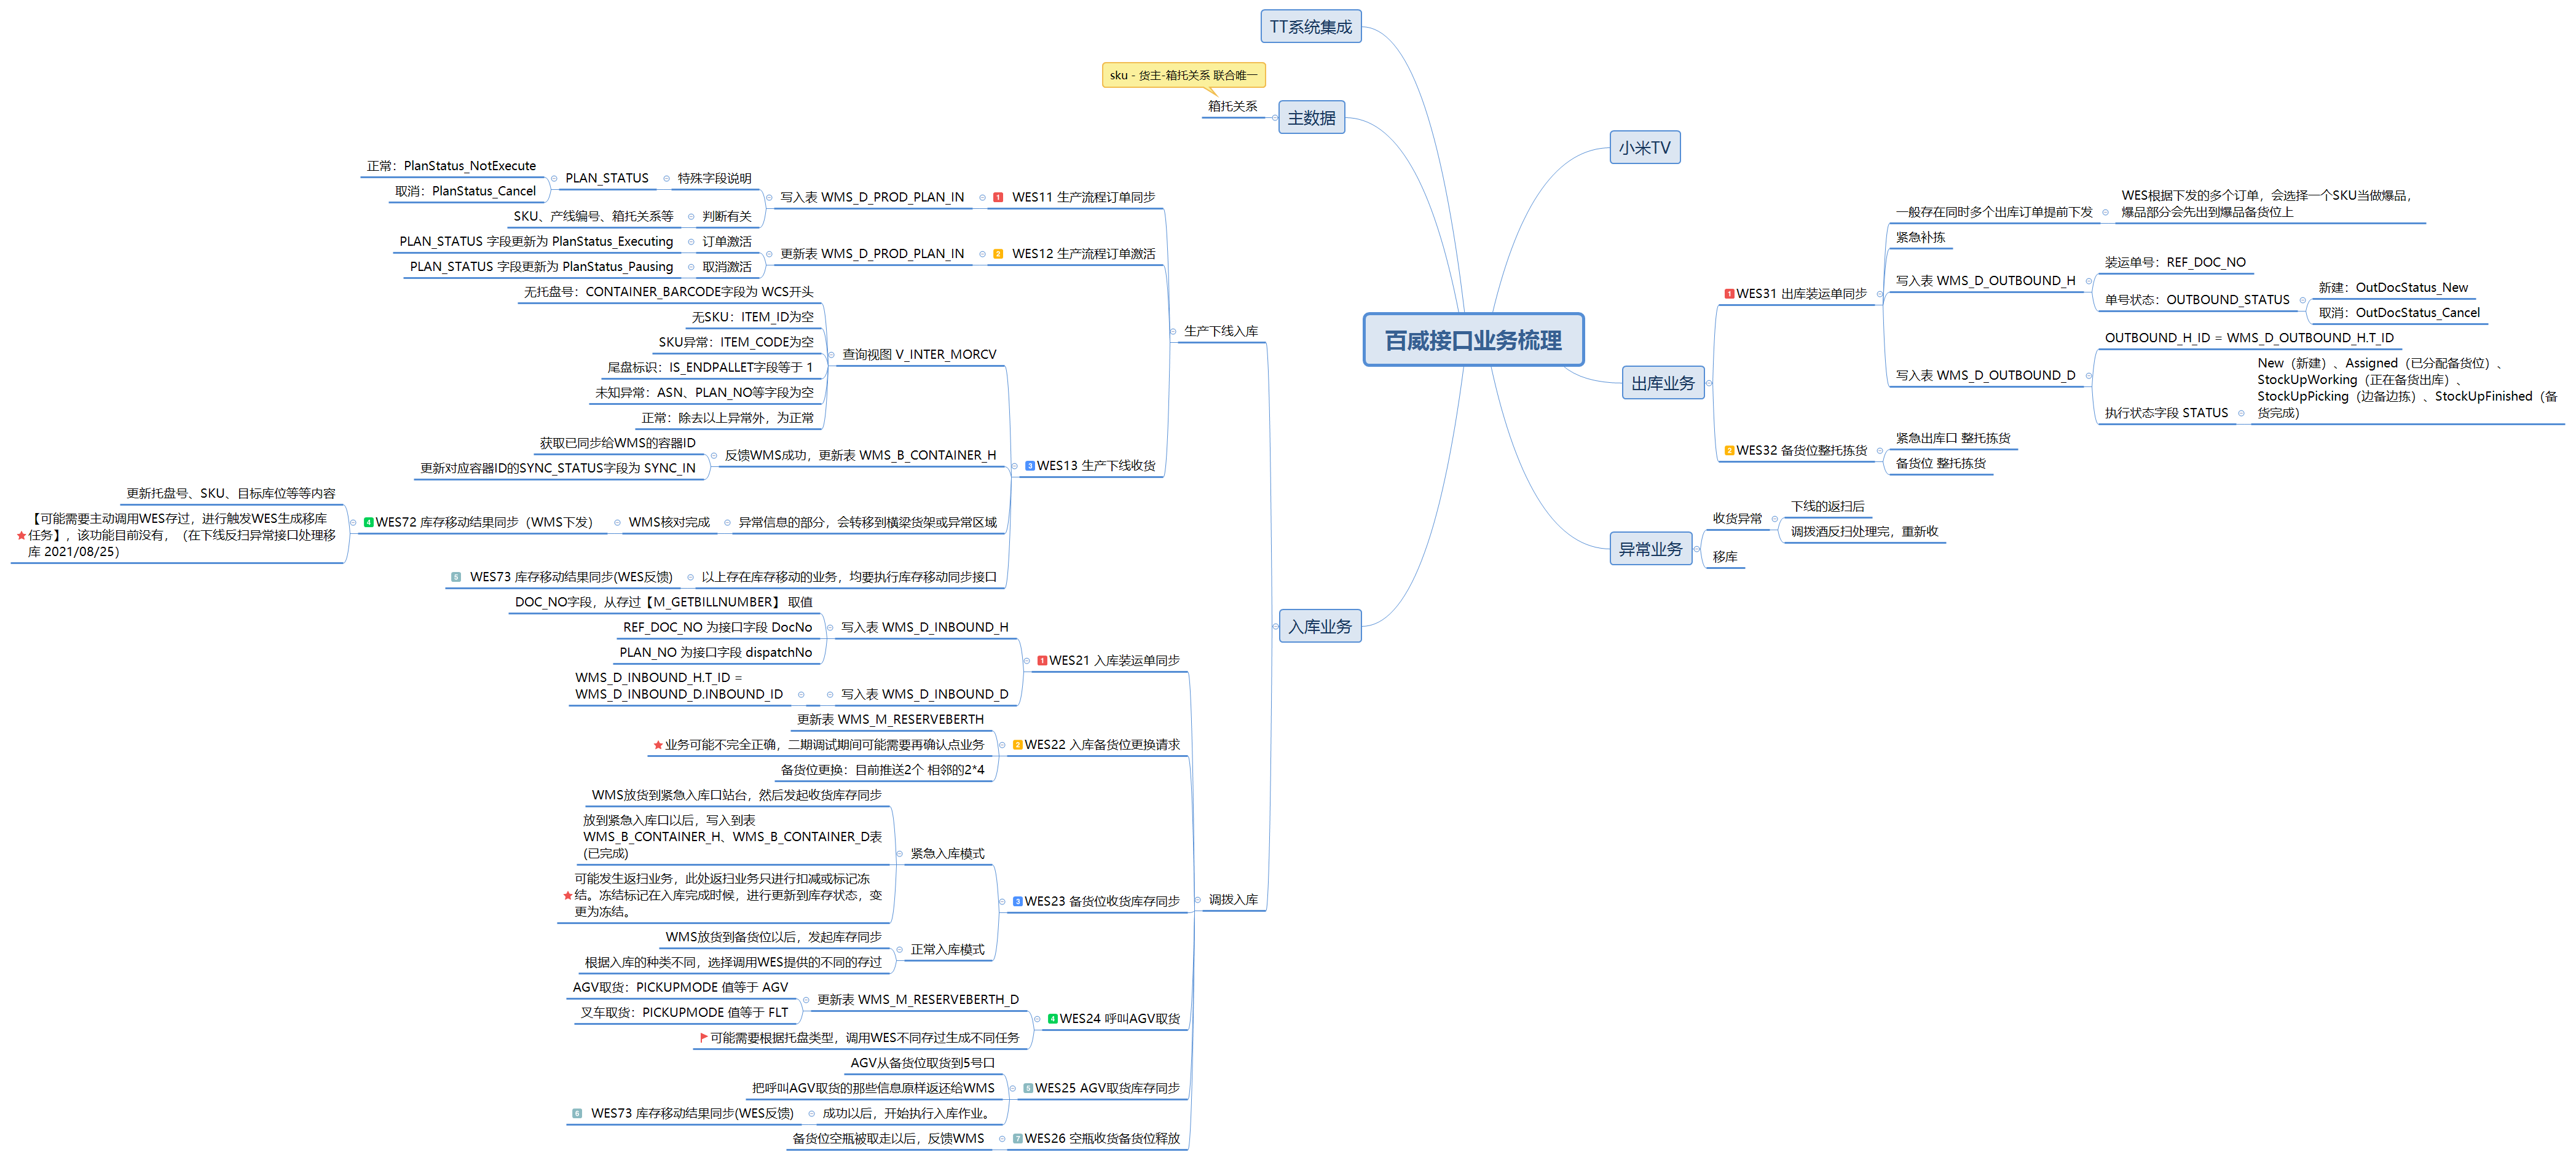 TT系统集成
sku - 货主-箱托关系 联合唯一
箱托关系
主数据
正常：PlanStatus_NotExecute
取消：PlanStatus_Cancel
PLAN_STATUS
特殊字段说明
SKU、产线编号、箱托关系等
判断有关
写入表 WMS_D_PROD_PLAN_IN
1
WES11 生产流程订单同步
PLAN_STATUS 字段更新为 PlanStatus_Executing
订单激活
PLAN_STATUS 字段更新为 PlanStatus_Pausing
取消激活
更新表 WMS_D_PROD_PLAN_IN
2
WES12 生产流程订单激活
无托盘号：CONTAINER_BARCODE字段为 WCS开头
无SKU：ITEM_ID为空
SKU异常：ITEM_CODE为空
尾盘标识：IS_ENDPALLET字段等于 1
未知异常：ASN、PLAN_NO等字段为空
正常：除去以上异常外，为正常
查询视图 V_INTER_MORCV
获取已同步给WMS的容器ID
更新对应容器ID的SYNC_STATUS字段为 SYNC_IN
反馈WMS成功，更新表 WMS_B_CONTAINER_H
3
WES13 生产下线收货
生产下线入库
更新托盘号、SKU、目标库位等等内容
【可能需要主动调用WES存过，进行触发WES生成移库
任务】，该功能目前没有，（在下线反扫异常接口处理移
库 2021/08/25）
4
WES72 库存移动结果同步（WMS下发）
WMS核对完成
异常信息的部分，会转移到横梁货架或异常区域
5
WES73 库存移动结果同步(WES反馈)
以上存在库存移动的业务，均要执行库存移动同步接口
DOC_NO字段，从存过【M_GETBILLNUMBER】 取值
REF_DOC_NO 为接口字段 DocNo
PLAN_NO 为接口字段 dispatchNo
写入表 WMS_D_INBOUND_H
WMS_D_INBOUND_H.T_ID =
WMS_D_INBOUND_D.INBOUND_ID
写入表 WMS_D_INBOUND_D
1
WES21 入库装运单同步
更新表 WMS_M_RESERVEBERTH
业务可能不完全正确，二期调试期间可能需要再确认点业务
备货位更换：目前推送2个 相邻的2*4
2
WES22 入库备货位更换请求
WMS放货到紧急入库口站台，然后发起收货库存同步
放到紧急入库口以后，写入到表
WMS_B_CONTAINER_H、WMS_B_CONTAINER_D表
(已完成)
可能发生返扫业务，此处返扫业务只进行扣减或标记冻
结。冻结标记在入库完成时候，进行更新到库存状态，变
更为冻结。
紧急入库模式
WMS放货到备货位以后，发起库存同步
根据入库的种类不同，选择调用WES提供的不同的存过
正常入库模式
3
WES23 备货位收货库存同步
调拨入库
AGV取货：PICKUPMODE 值等于 AGV
叉车取货：PICKUPMODE 值等于 FLT
更新表 WMS_M_RESERVEBERTH_D
可能需要根据托盘类型，调用WES不同存过生成不同任务
4
WES24 呼叫AGV取货
AGV从备货位取货到5号口
把呼叫AGV取货的那些信息原样返还给WMS
6
WES73 库存移动结果同步(WES反馈)
成功以后，开始执行入库作业。
5
WES25 AGV取货库存同步
备货位空瓶被取走以后，反馈WMS
7
WES26 空瓶收货备货位释放
入库业务
百威接口业务梳理
小米TV
出库业务
1
WES31 出库装运单同步
一般存在同时多个出库订单提前下发
WES根据下发的多个订单，会选择一个SKU当做爆品，
爆品部分会先出到爆品备货位上
紧急补拣
写入表 WMS_D_OUTBOUND_H
装运单号：REF_DOC_NO
单号状态：OUTBOUND_STATUS
新建：OutDocStatus_New
取消：OutDocStatus_Cancel
写入表 WMS_D_OUTBOUND_D
OUTBOUND_H_ID = WMS_D_OUTBOUND_H.T_ID
执行状态字段 STATUS
New（新建）、Assigned（已分配备货位）、
StockUpWorking（正在备货出库）、
StockUpPicking（边备边拣）、StockUpFinished（备
货完成）
2
WES32 备货位整托拣货
紧急出库口 整托拣货
备货位 整托拣货
异常业务
收货异常
下线的返扫后
调拨酒反扫处理完，重新收
移库